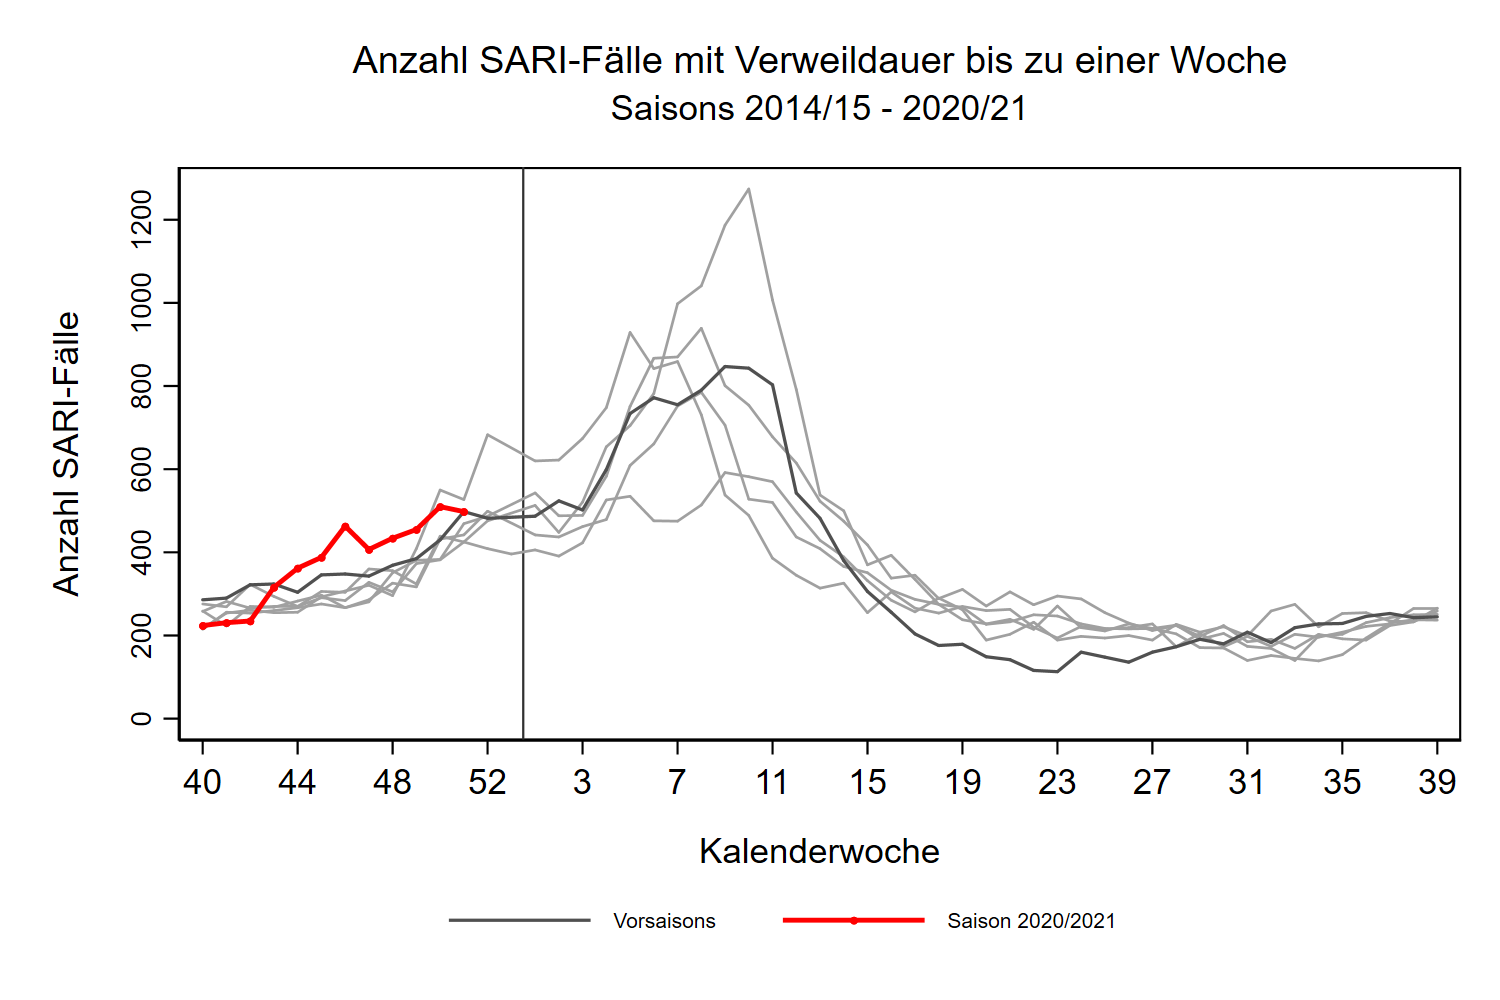 Anzahl SARI-Fälle mit Verweildauer bis zu einer Woche
Saisons 2014/15 - 2020/21
Anzahl SARI-Fälle
1200
1000
800
600
400
200
0
40 44 48 52 3 7 11 15 19 23 27 31 35 39
Kalenderwoche
Vorsaisons Saison 2020/2021